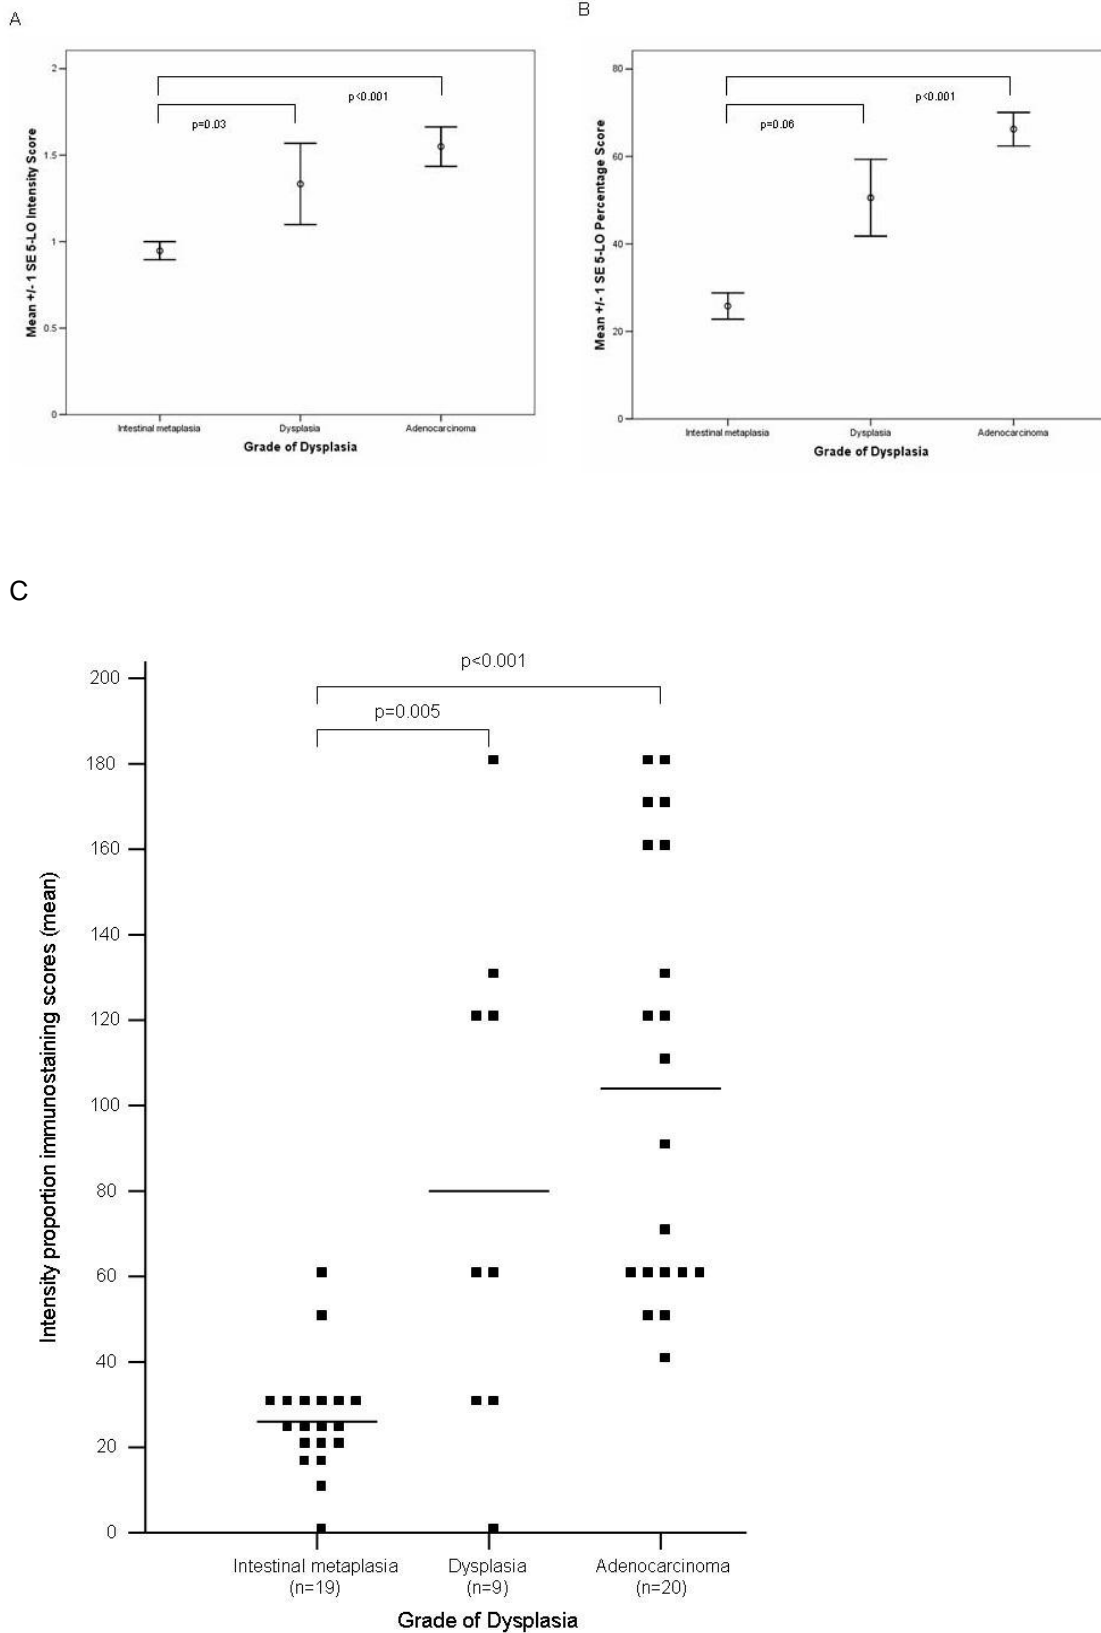 A
2
1.5
1
0.5
0
Mean +/- 1 SE 5-LO Intensity Score
p<0.001
p=0.03
Intestinal metaplasia
Dysplasia
Adenocarcinoma
Grade of Dysplasia
B
80
60
40
20
0
Mean +/- 1 SE 5-LO Percentage Score
p<0.001
p=0.06
Intestinal metaplasia
Dysplasia
Adenocarcinoma
Grade of Dysplasia
C
p<0.001
p=0.005
200
180
160
140
120
100
80
60
40
20
0
Intensity proportion immunostaining scores (mean)
Intestinal metaplasia
(n=19)
Dysplasia
(n=9)
Adenocarcinoma
(n=20)
Grade of Dysplasia